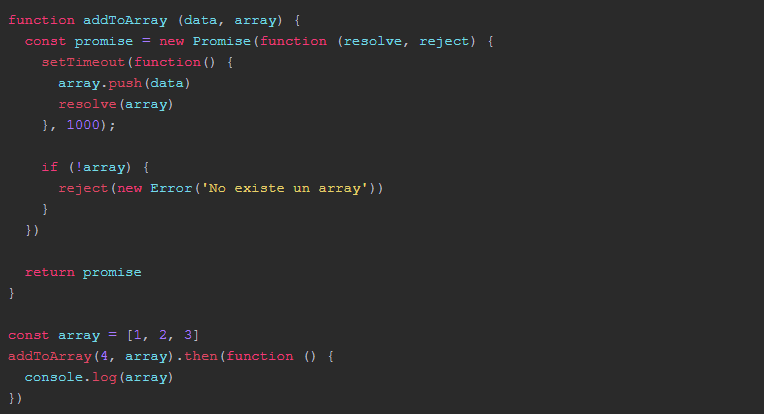 function addToArray (data, array) {
  const promise = new Promise(function (resolve, reject) {
    setTimeout(function() {
      array.push(data)
      resolve(array)
    }, 1000);

    if (!array) {
      reject(new Error('No existe un array'))
    }
  })

  return promise
}

const array = [1, 2, 3]
addToArray(4, array).then(function () {
  console.log(array)
})